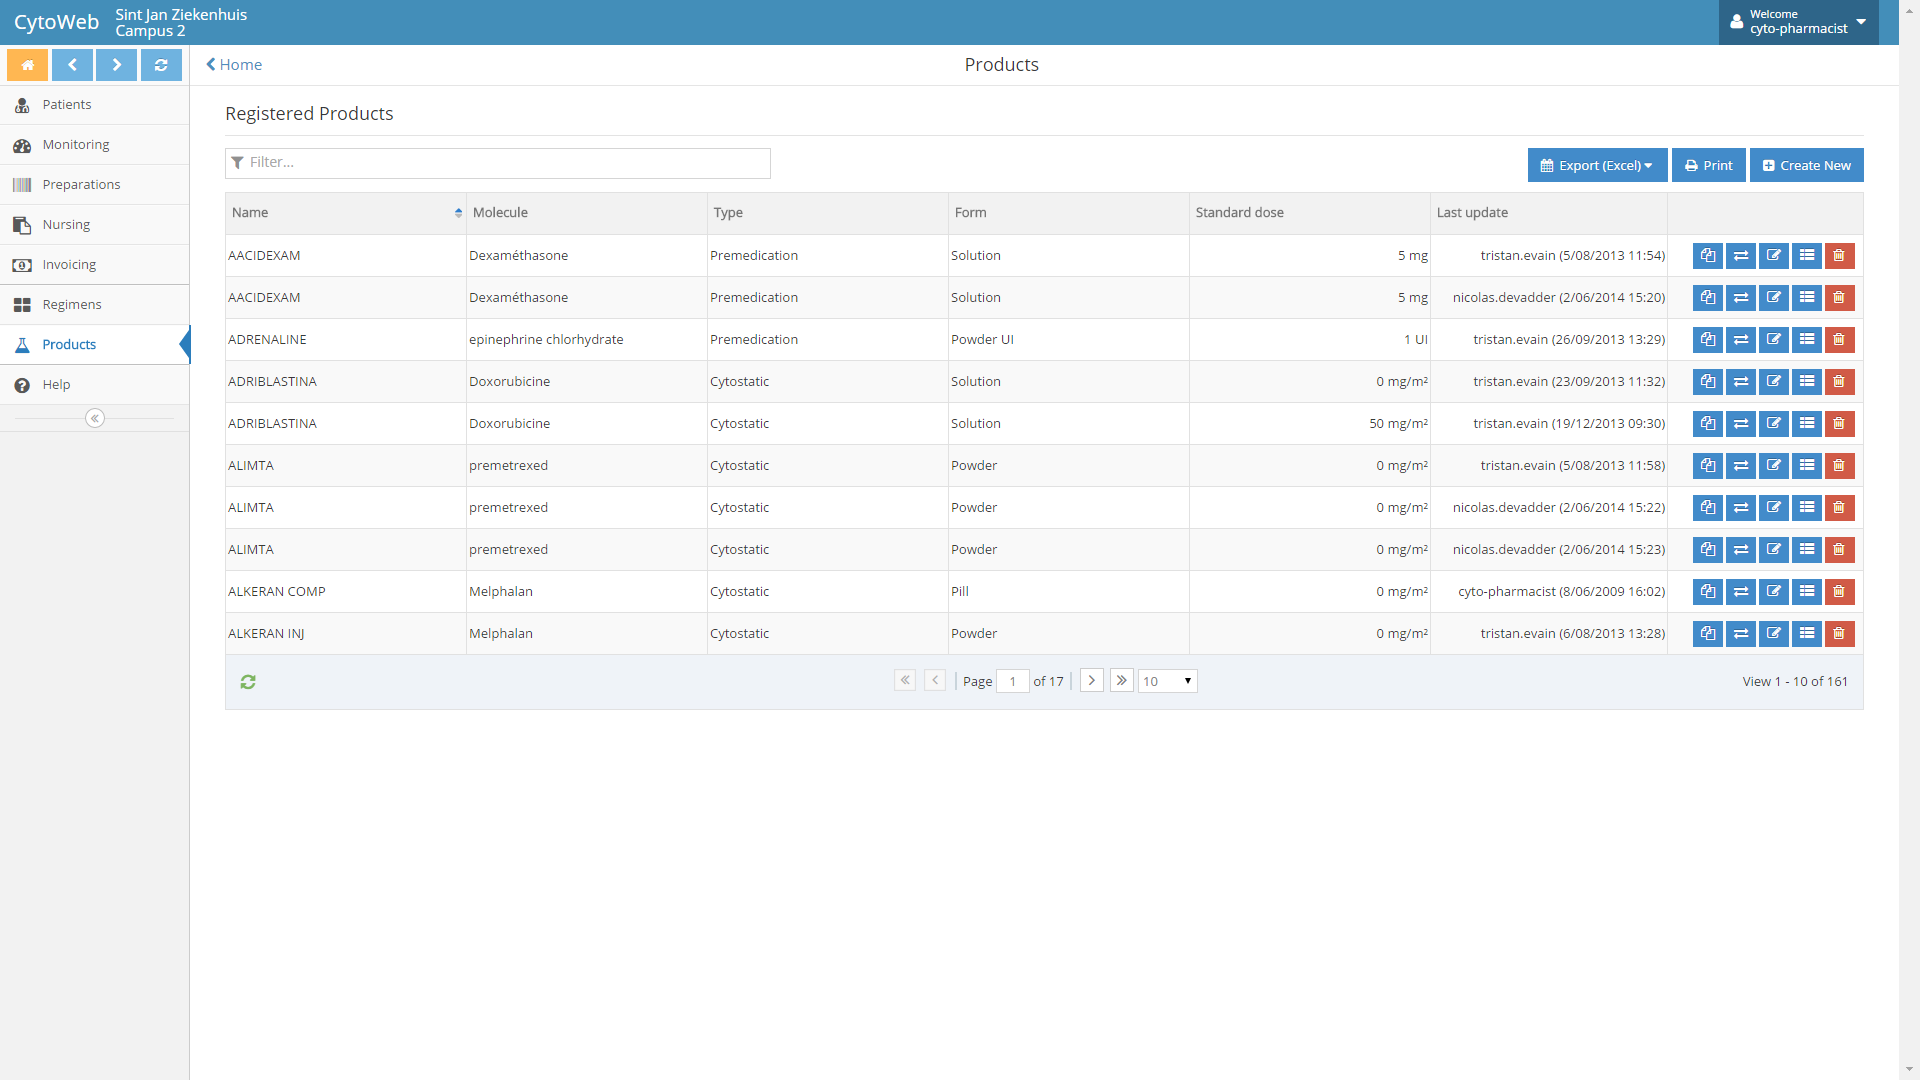 CytoWeb
Sint Jan Ziekenhuis
Campus 2
Welcome
cyto-pharmacist
Home
Products
Patients
Monitoring
Preparations
Nursing
Invoicing
Regimens
Products
Help
Registered Products
Filter...
Export (Excel)
Print
Create New
Name Molecule Type Form Standard dose Last update
AACIDEXAM Dexaméthasone Premedication Solution 5 mg tristan.evain (5/08/2013 11:54)
AACIDEXAM Dexaméthasone Premedication Solution 5 mg nicolas.devadder (2/06/2014 15:20)
ADRENALINE epinephrine chlorhydrate Premedication Powder UI 1 UI tristan.evain (26/09/2013 13:29)
ADRIBLASTINA Doxorubicine Cytostatic Solution 0 mg/m² tristan.evain (23/09/2013 11:32)
ADRIBLASTINA Doxorubicine Cytostatic Solution 50 mg/m² tristan.evain (19/12/2013 09:30)
ALIMTA premetrexed Cytostatic Powder 0 mg/m² tristan.evain (5/08/2013 11:58)
ALIMTA premetrexed Cytostatic Powder 0 mg/m² nicolas.devadder (2/06/2014 15:22)
ALIMTA premetrexed Cytostatic Powder 0 mg/m² nicolas.devadder (2/06/2014 15:23)
ALKERAN COMP Melphalan Cytostatic Pill 0 mg/m² cyto-pharmacist (8/06/2009 16:02)
ALKERAN INJ Melphalan Cytostatic Powder 0 mg/m² tristan.evain (6/08/2013 13:28)
Page 1 of 17 10 View 1 - 10 of 161